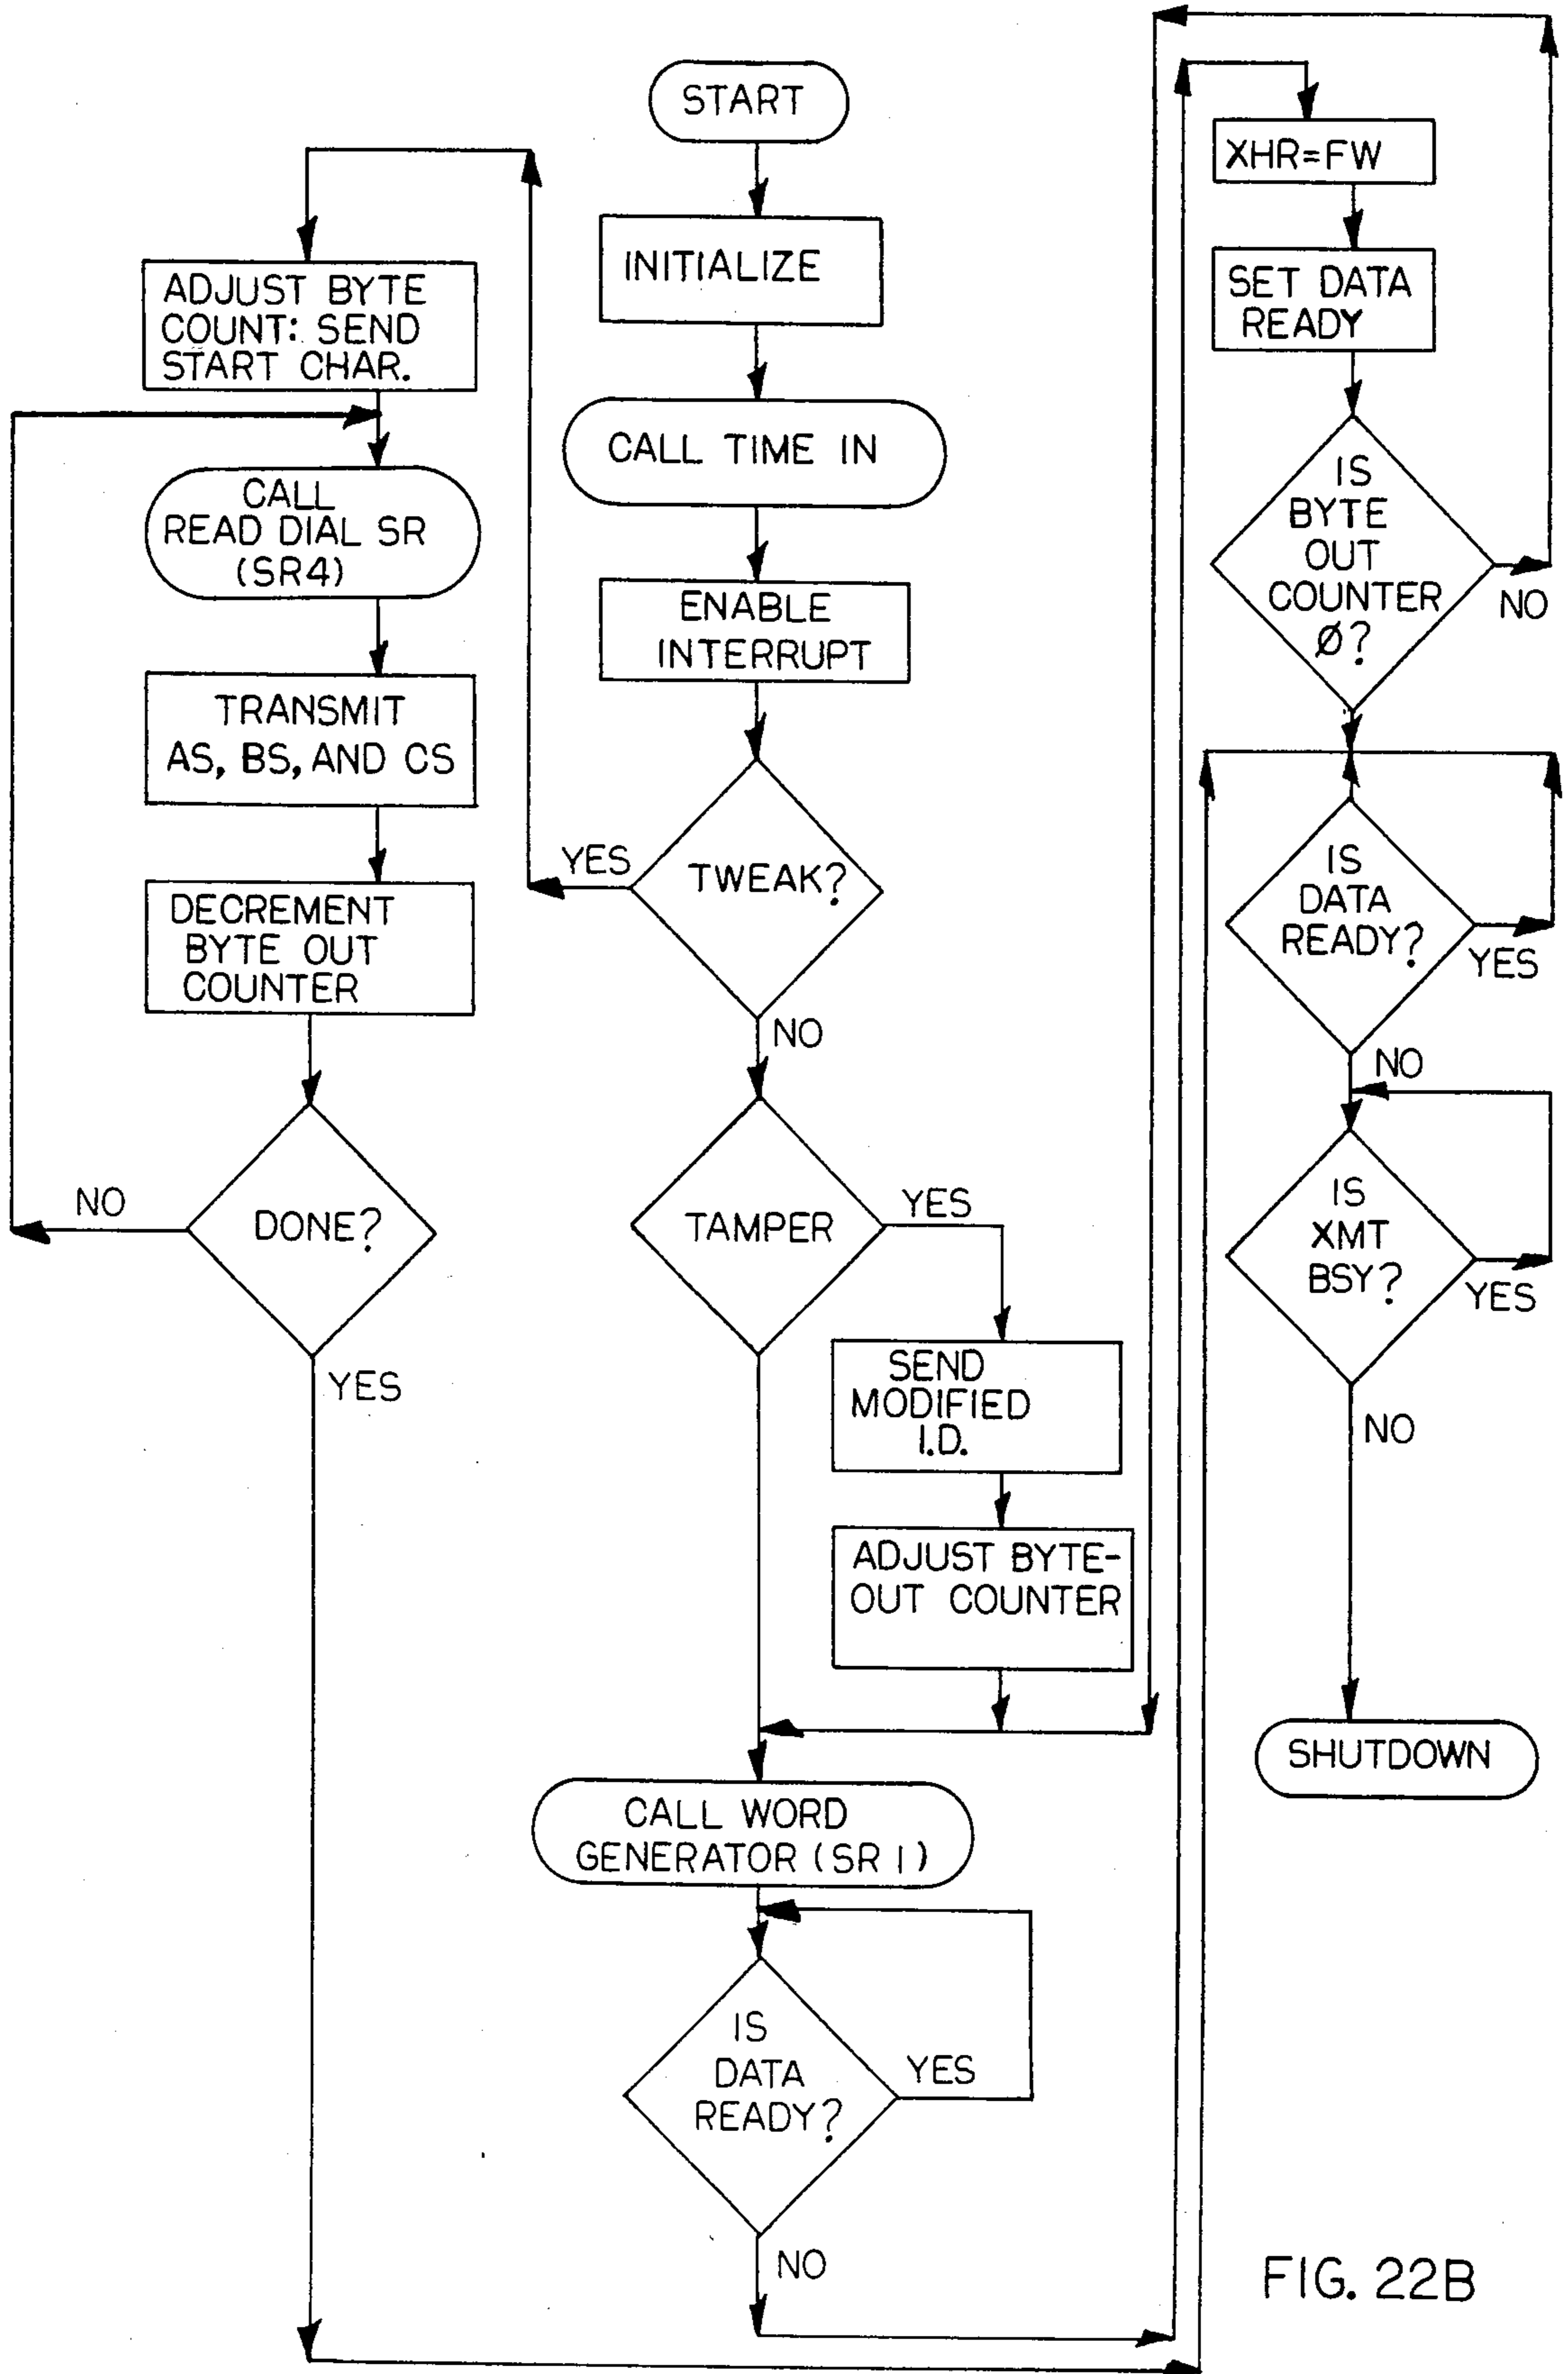 START
INITIALIZE
CALL TIME IN
ENABLE
INTERRUPT
TWEAK?
YES
NO
ADJUST BYTE
COUNT: SEND
START CHAR.
CALL
READ DIAL SR
(SR4)
TRANSMIT
AS, BS, AND CS
DECREMENT
BYTE OUT
COUNTER
DONE?
NO
YES
TAMPER
YES
SEND
MODIFIED
I.D.
ADJUST BYTE-
OUT COUNTER
CALL WORD
GENERATOR (SR 1)
IS
DATA
READY?
YES
NO
XHR=FW
SET DATA
READY
IS
BYTE
OUT
COUNTER
Ø?
NO
IS
DATA
READY?
YES
NO
IS
XMT
BSY?
YES
NO
SHUTDOWN
FIG. 22B